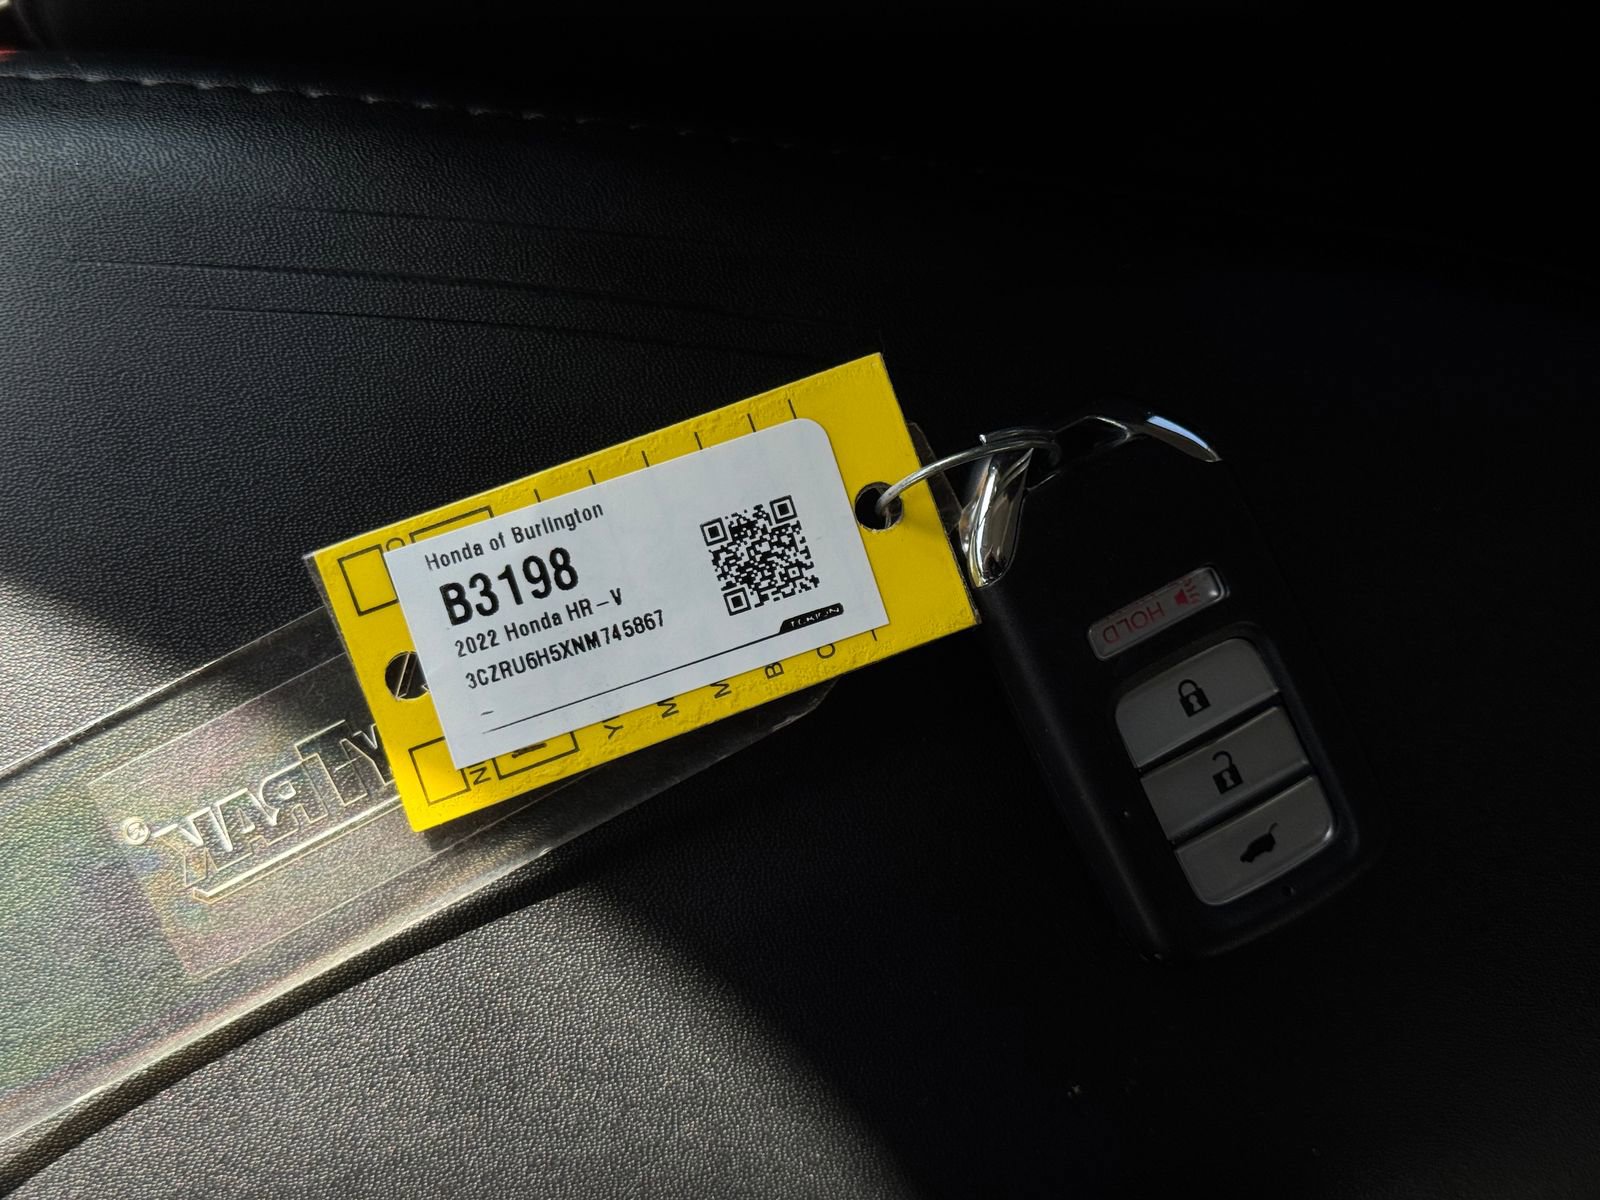 Honda of Burlington
B3198
2022 Honda HR-V
3CZRU6H5XNM745867
N
Y
M
M
B
C
HOLD